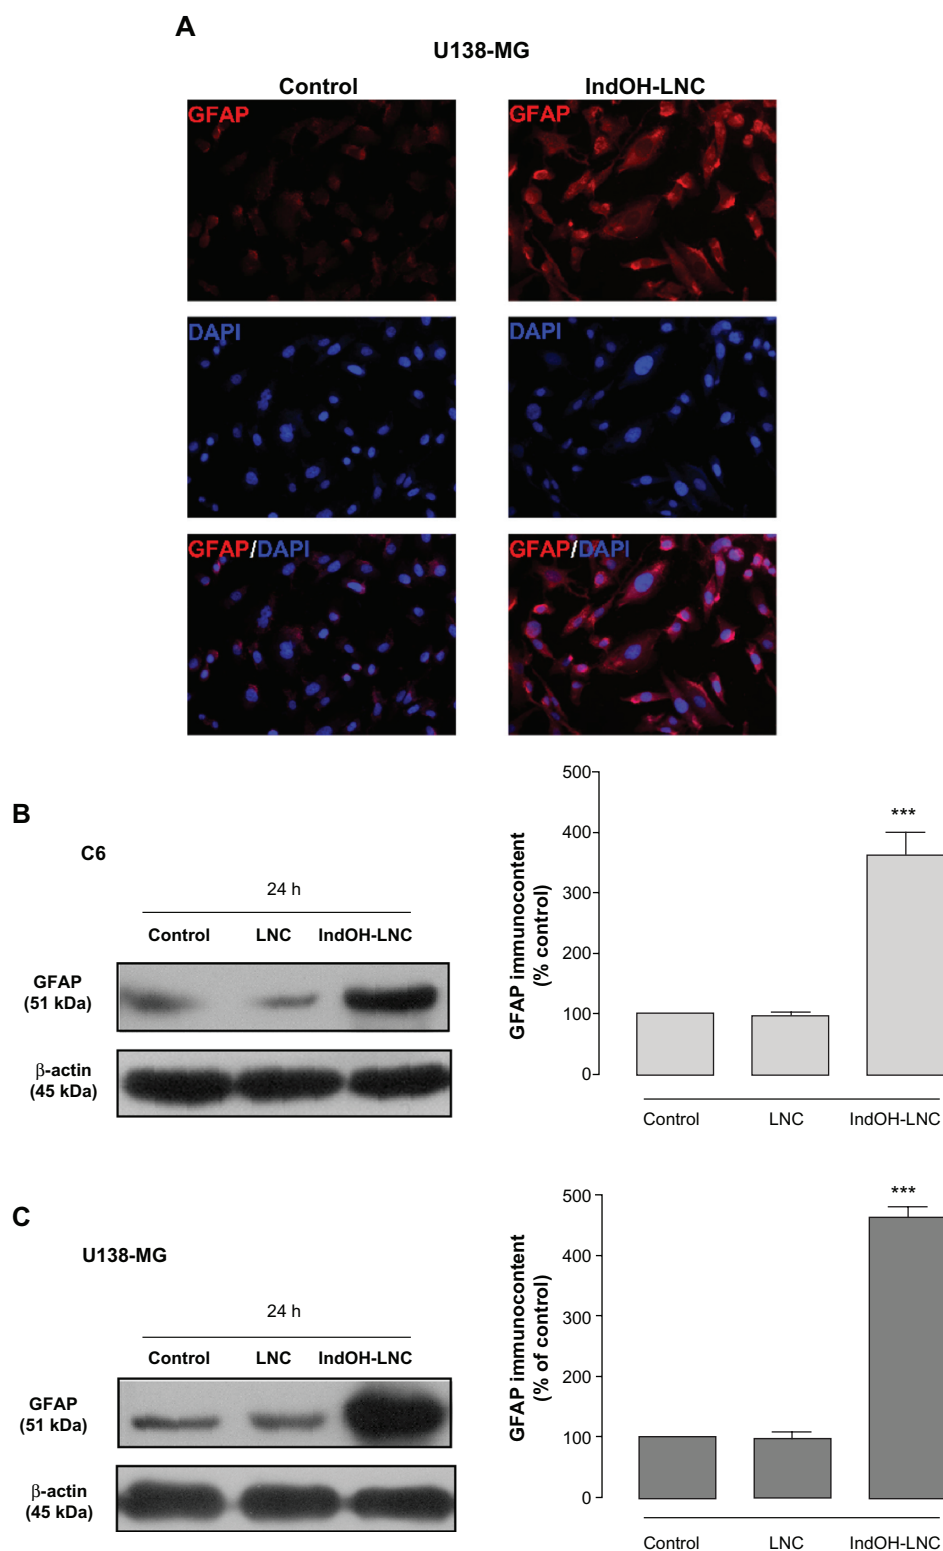 A
U138-MG
Control IndOH-LNC
GFAP GFAP
DAPI DAPI
GFAP/DAPI GFAP/DAPI
B
C6
24 h
Control LNC IndOH-LNC
GFAP
(51 kDa)
β-actin
(45 kDa)
GFAP immunocontent
(% control)
500
400
300
200
100
0
***
Control LNC IndOH-LNC
C
U138-MG
24 h
Control LNC IndOH-LNC
GFAP
(51 kDa)
β-actin
(45 kDa)
GFAP immunocontent
(% of control)
500
400
300
200
100
0
***
Control LNC IndOH-LNC